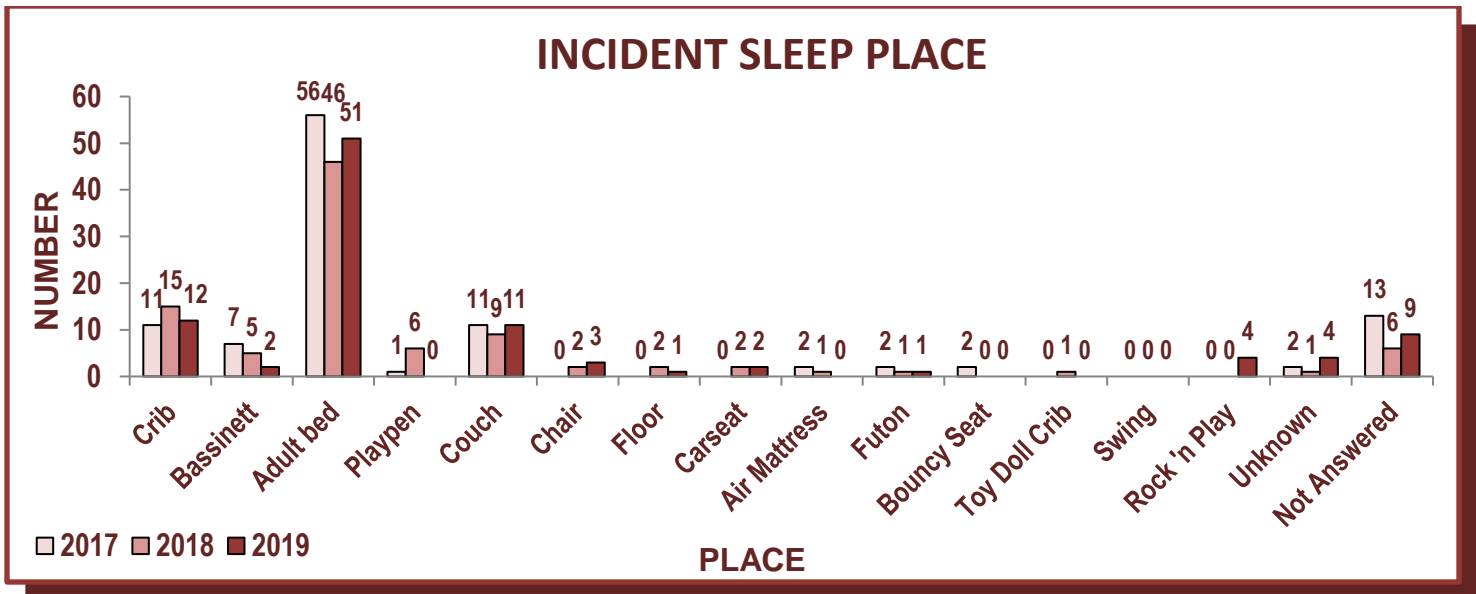 INCIDENT SLEEP PLACE
NUMBER
60
50
40
30
20
10
0
11 15 12
7 5 2
56 46 51
1 6 0
11 9 11
0 2 3
0 2 1
0 2 2
2 1 0
2 1 1
2 0 0
0 1 0
0 0 0
0 0 4
2 1 4
13 6 9
Crib
Bassinett
Adult bed
Playpen
Couch
Chair
Floor
Carseat
Air Mattress
Futon
Bouncy Seat
Toy Doll Crib
Swing
Rock 'n Play
Unknown
Not Answered
2017 2018 2019
PLACE